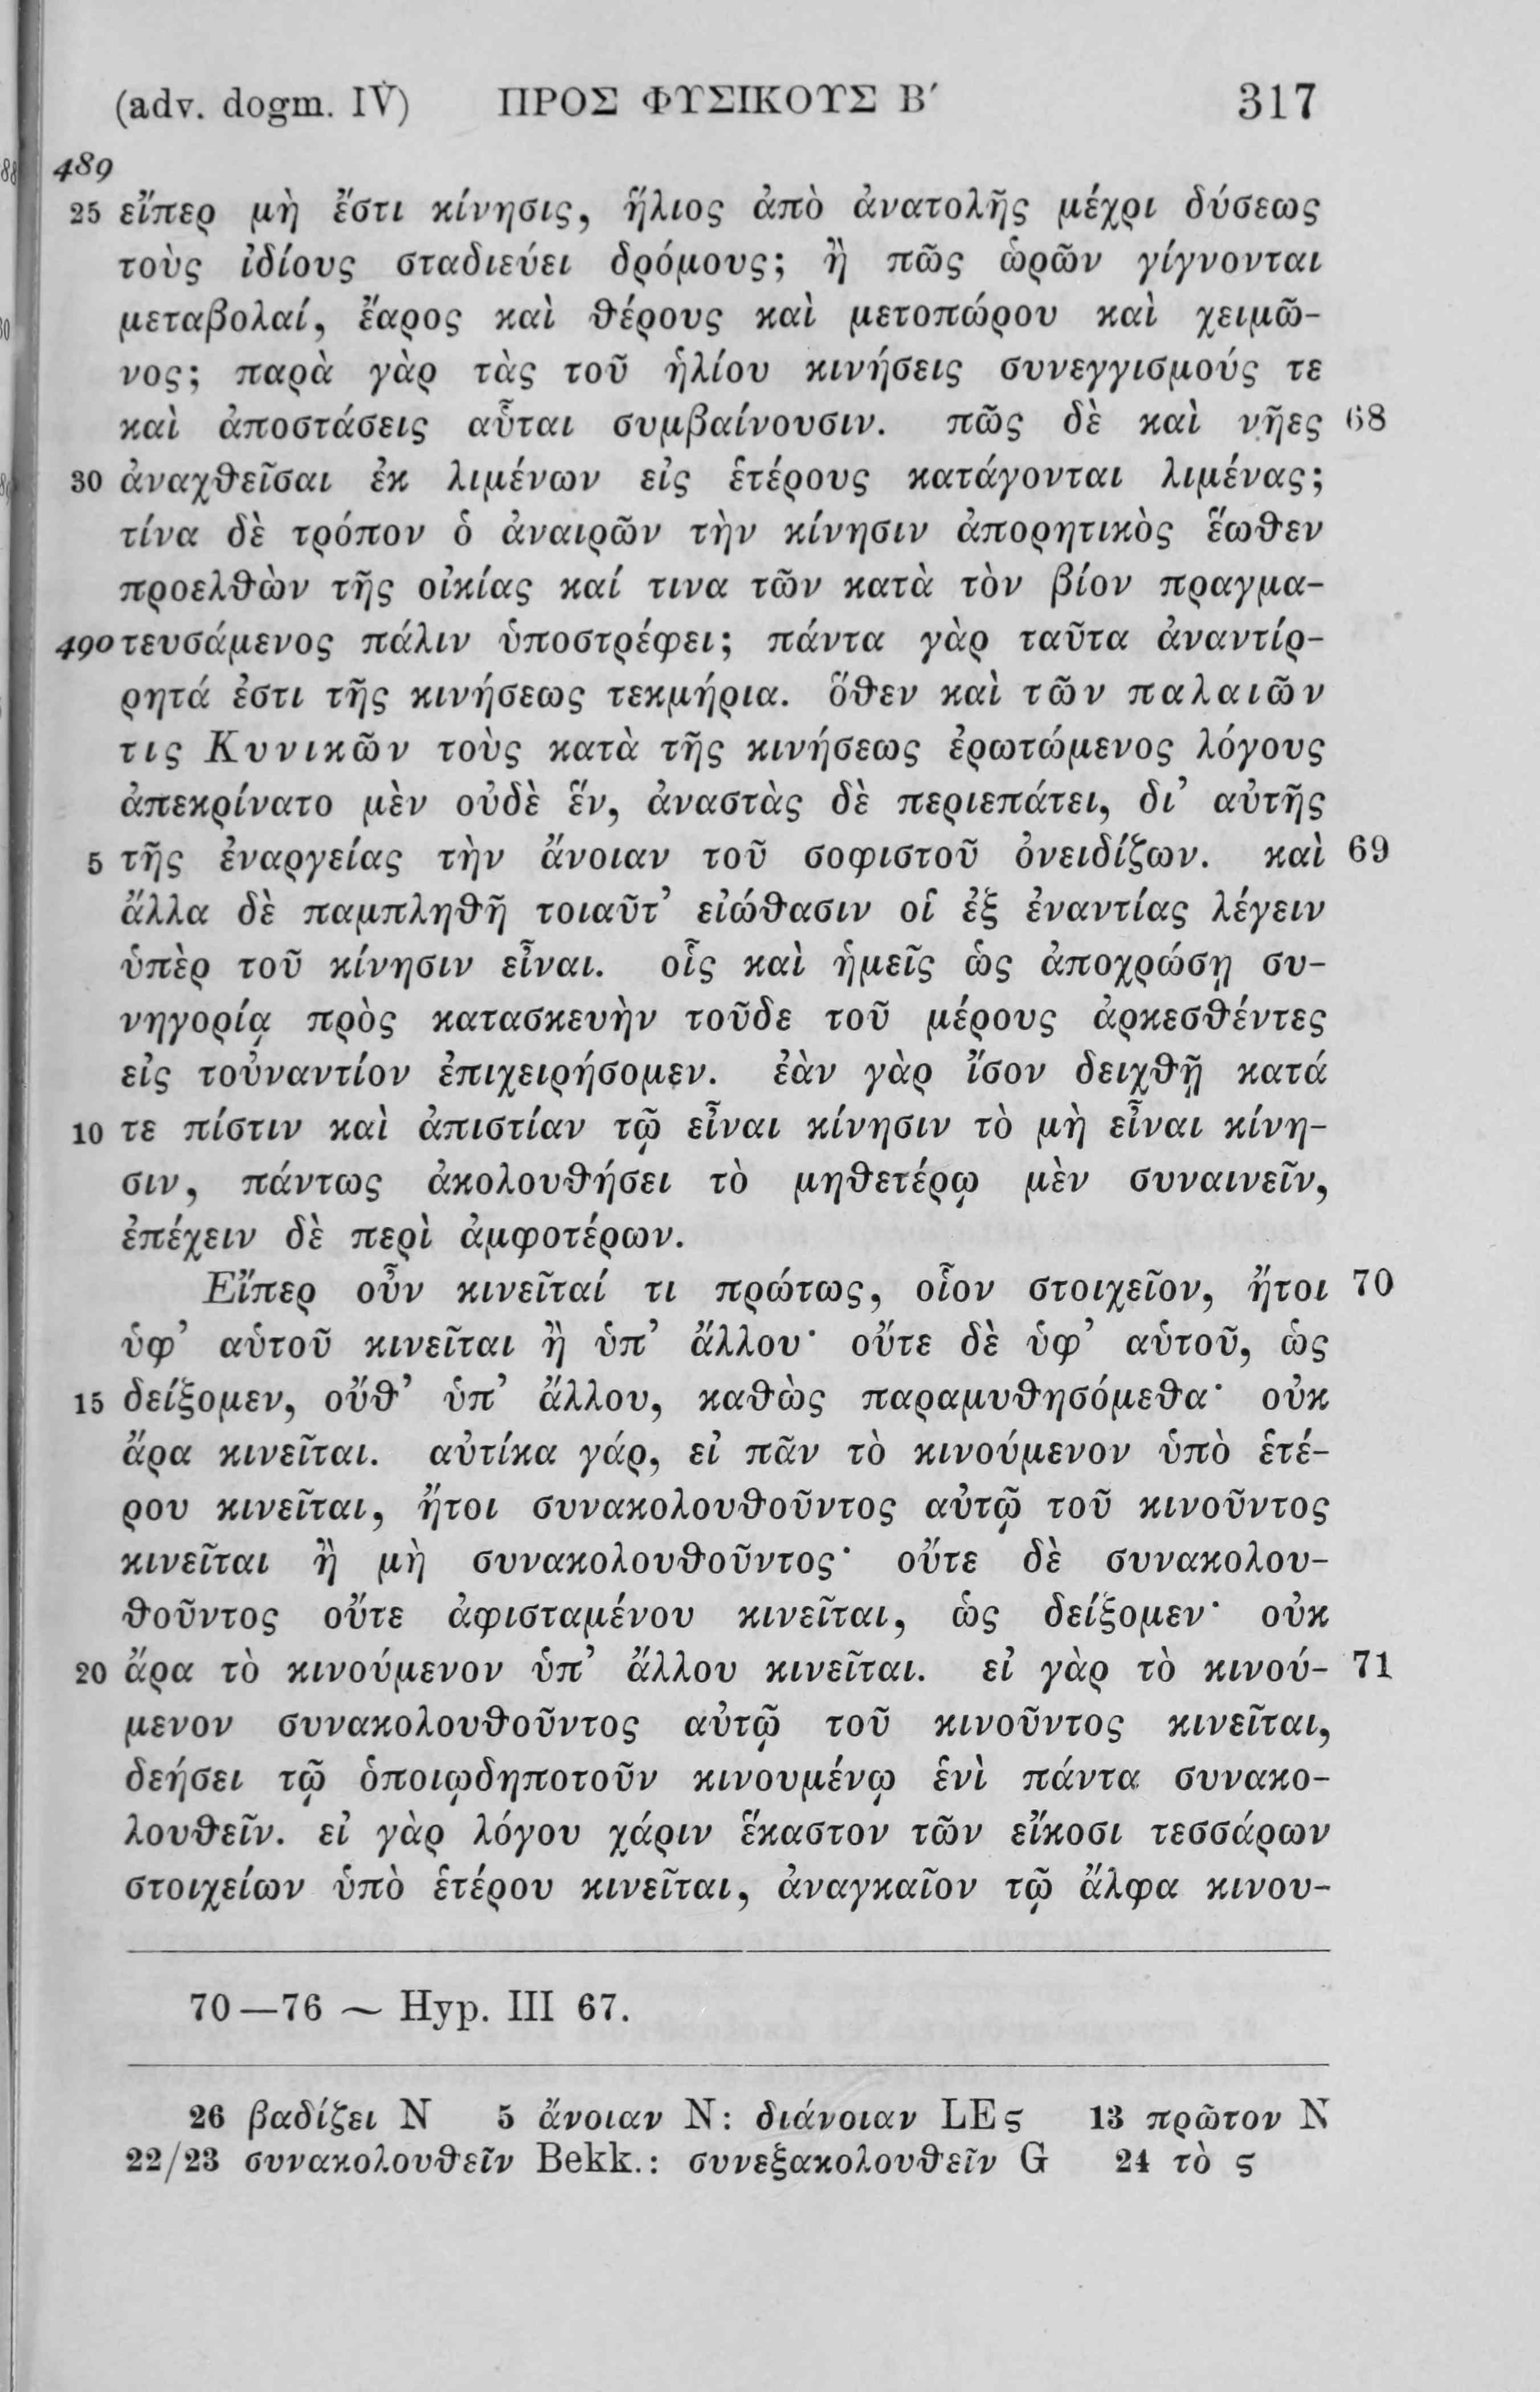 (adv. dogm. IV) ΠΡΟΣ ΦΥΣΙΚΟΥΣ Β′ 317
489
25 εἴπερ μὴ ἔστι κίνησις, ἥλιος ἀπὸ ἀνατολῆς μέχρι δύσεως
τοὺς ἰδίους σταδιεύει δρόμους; ἢ πῶς ὡρῶν γίγνονται
μεταβολαί, ἔαρος καὶ θέρους καὶ μετοπώρου καὶ χειμῶ-
νος; παρὰ γὰρ τὰς τοῦ ἡλίου κινήσεις συνεγγισμούς τε
καὶ ἀποστάσεις αὗται συμβαίνουσιν. πῶς δὲ καὶ νῆες 68
30 ἀναχθεῖσαι ἐκ λιμένων εἰς ἑτέρους κατάγονται λιμένας;
τίνα δὲ τρόπον ὁ ἀναιρῶν τὴν κίνησιν ἀπορητικὸς ἕωθεν
προελθὼν τῆς οἰκίας καί τινα τῶν κατὰ τὸν βίον πραγμα-
490 τευσάμενος πάλιν ὑποστρέφει; πάντα γὰρ ταῦτα ἀναντίρ-
ρητά ἐστι τῆς κινήσεως τεκμήρια. ὅθεν καὶ τῶν παλαιῶν
τις Κυνικῶν τοὺς κατὰ τῆς κινήσεως ἐρωτώμενος λόγους
ἀπεκρίνατο μὲν οὐδὲ ἕν, ἀναστὰς δὲ περιεπάτει, δι’ αὐτῆς
5 τῆς ἐναργείας τὴν ἄνοιαν τοῦ σοφιστοῦ ὀνειδίζων. καὶ 69
ἄλλα δὲ παμπληθῆ τοιαῦτ’ εἰώθασιν οἱ ἐξ ἐναντίας λέγειν
ὑπὲρ τοῦ κίνησιν εἶναι. οἷς καὶ ἡμεῖς ὡς ἀποχρώσῃ συ-
νηγορίᾳ πρὸς κατασκευὴν τοῦδε τοῦ μέρους ἀρκεσθέντες
εἰς τοὐναντίον ἐπιχειρήσομεν. ἐὰν γὰρ ἴσον δειχθῇ κατά
10 τε πίστιν καὶ ἀπιστίαν τῷ εἶναι κίνησιν τὸ μὴ εἶναι κίνη-
σιν, πάντως ἀκολουθήσει τὸ μηθετέρῳ μὲν συναινεῖν,
ἐπέχειν δὲ περὶ ἀμφοτέρων.
Εἴπερ οὖν κινεῖταί τι πρώτως, οἷον στοιχεῖον, ἤτοι 70
ὑφ’ αὑτοῦ κινεῖται ἢ ὑπ’ ἄλλου· οὔτε δὲ ὑφ’ αὑτοῦ, ὡς
15 δείξομεν, οὔθ’ ὑπ’ ἄλλου, καθὼς παραμυθησόμεθα· οὐκ
ἄρα κινεῖται. αὐτίκα γάρ, εἰ πᾶν τὸ κινούμενον ὑπὸ ἑτέ-
ρου κινεῖται, ἤτοι συνακολουθοῦντος αὐτῷ τοῦ κινοῦντος
κινεῖται ἢ μὴ συνακολουθοῦντος· οὔτε δὲ συνακολου-
θοῦντος οὔτε ἀφισταμένου κινεῖται, ὡς δείξομεν· οὐκ
20 ἄρα τὸ κινούμενον ὑπ’ ἄλλου κινεῖται. εἰ γὰρ τὸ κινού- 71
μενον συνακολουθοῦντος αὐτῷ τοῦ κινοῦντος κινεῖται,
δεήσει τῷ ὁποιῳδηποτοῦν κινουμένῳ ἑνὶ πάντα συνακο-
λουθεῖν. εἰ γὰρ λόγου χάριν ἕκαστον τῶν εἴκοσι τεσσάρων
στοιχείων ὑπὸ ἑτέρου κινεῖται, ἀναγκαῖον τῷ ἄλφα κινου-
70—76 ~ Hyp. III 67.
26 βαδίζει N 5 ἄνοιαν N: διάνοιαν LEς 13 πρῶτον N
22/23 συνακολουθεῖν Bekk.: συνεξακολουθεῖν G 24 τὸ ς